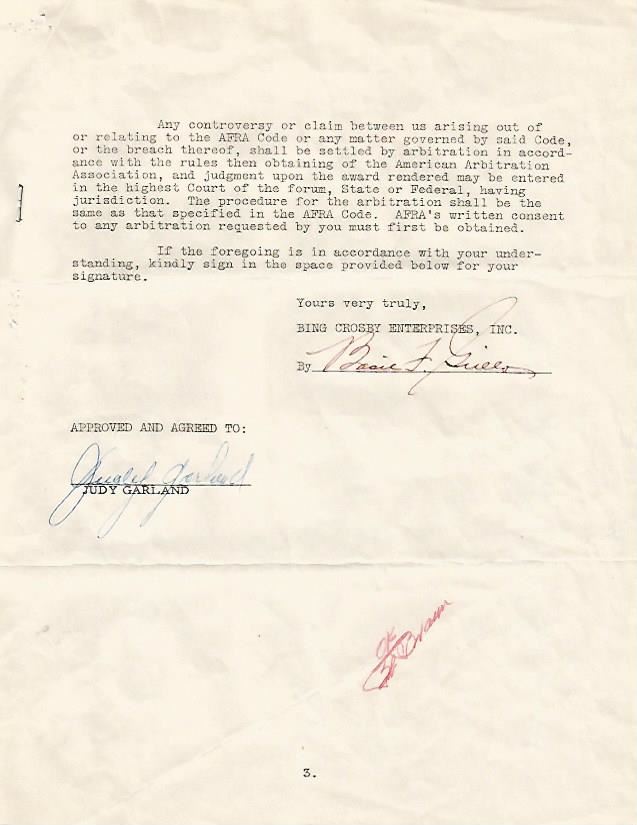 Any controversy or claim between us arising out of
or relating to the AFRA Code or any matter governed by said Code,
or the breach thereof, shall be settled by arbitration in accord-
ance with the rules then obtaining of the American Arbitration
Association, and judgment upon the award rendered may be entered
in the highest Court of the forum, State or Federal, having
jurisdiction. The procedure for the arbitration shall be the
same as that specified in the AFRA Code. AFRA's written consent
to any arbitration requested by you must first be obtained.
If the foregoing is in accordance with your under-
standing, kindly sign in the space provided below for your
signature.
Yours very truly,
BING CROSBY ENTERPRISES, INC.
By Basil F. Grillo
APPROVED AND AGREED TO:
Judy Garland
JUDY GARLAND
OK
3.